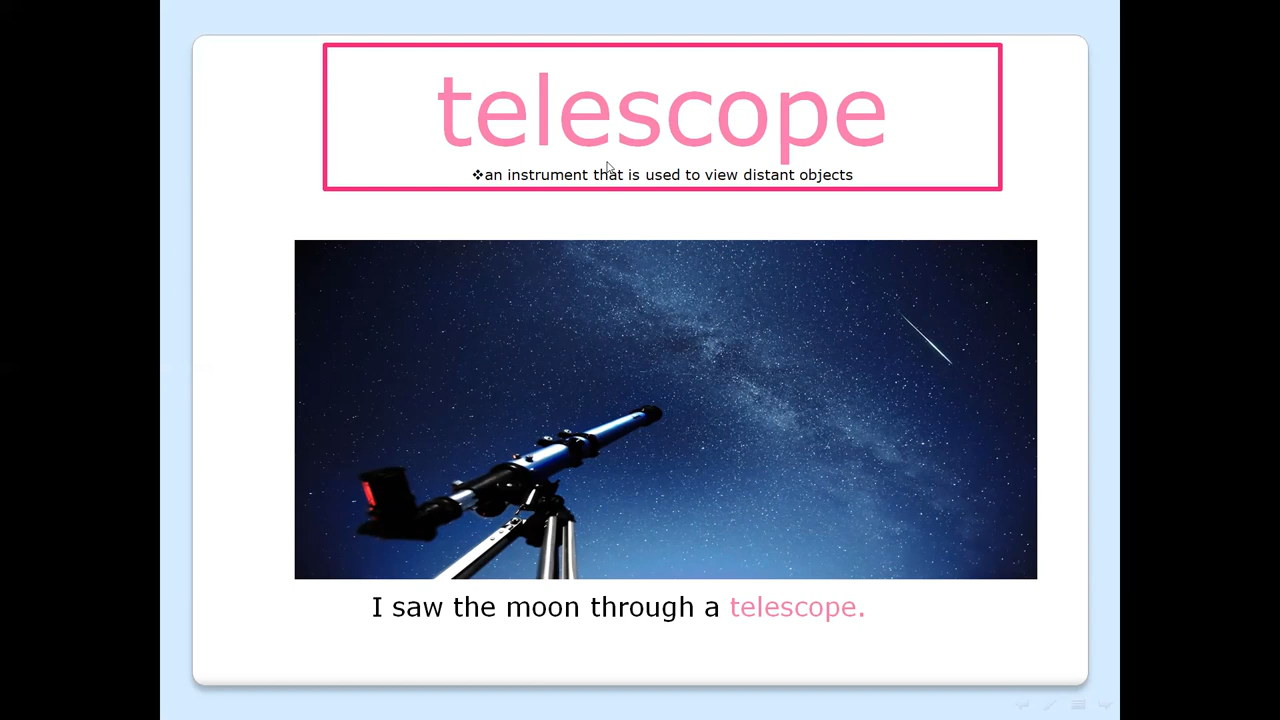 telescope
❖an instrument that is used to view distant objects
I saw the moon through a telescope.